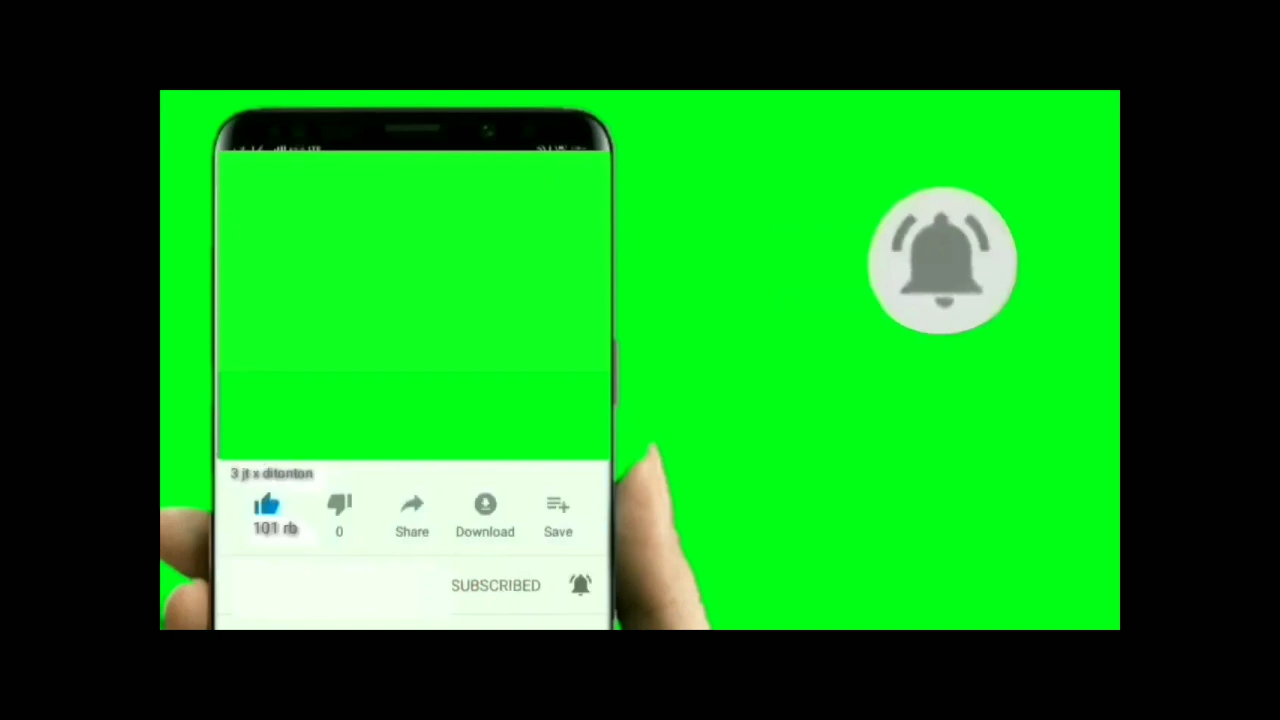 3 jt x ditonton
101 rb
0
Share
Download
Save
SUBSCRIBED